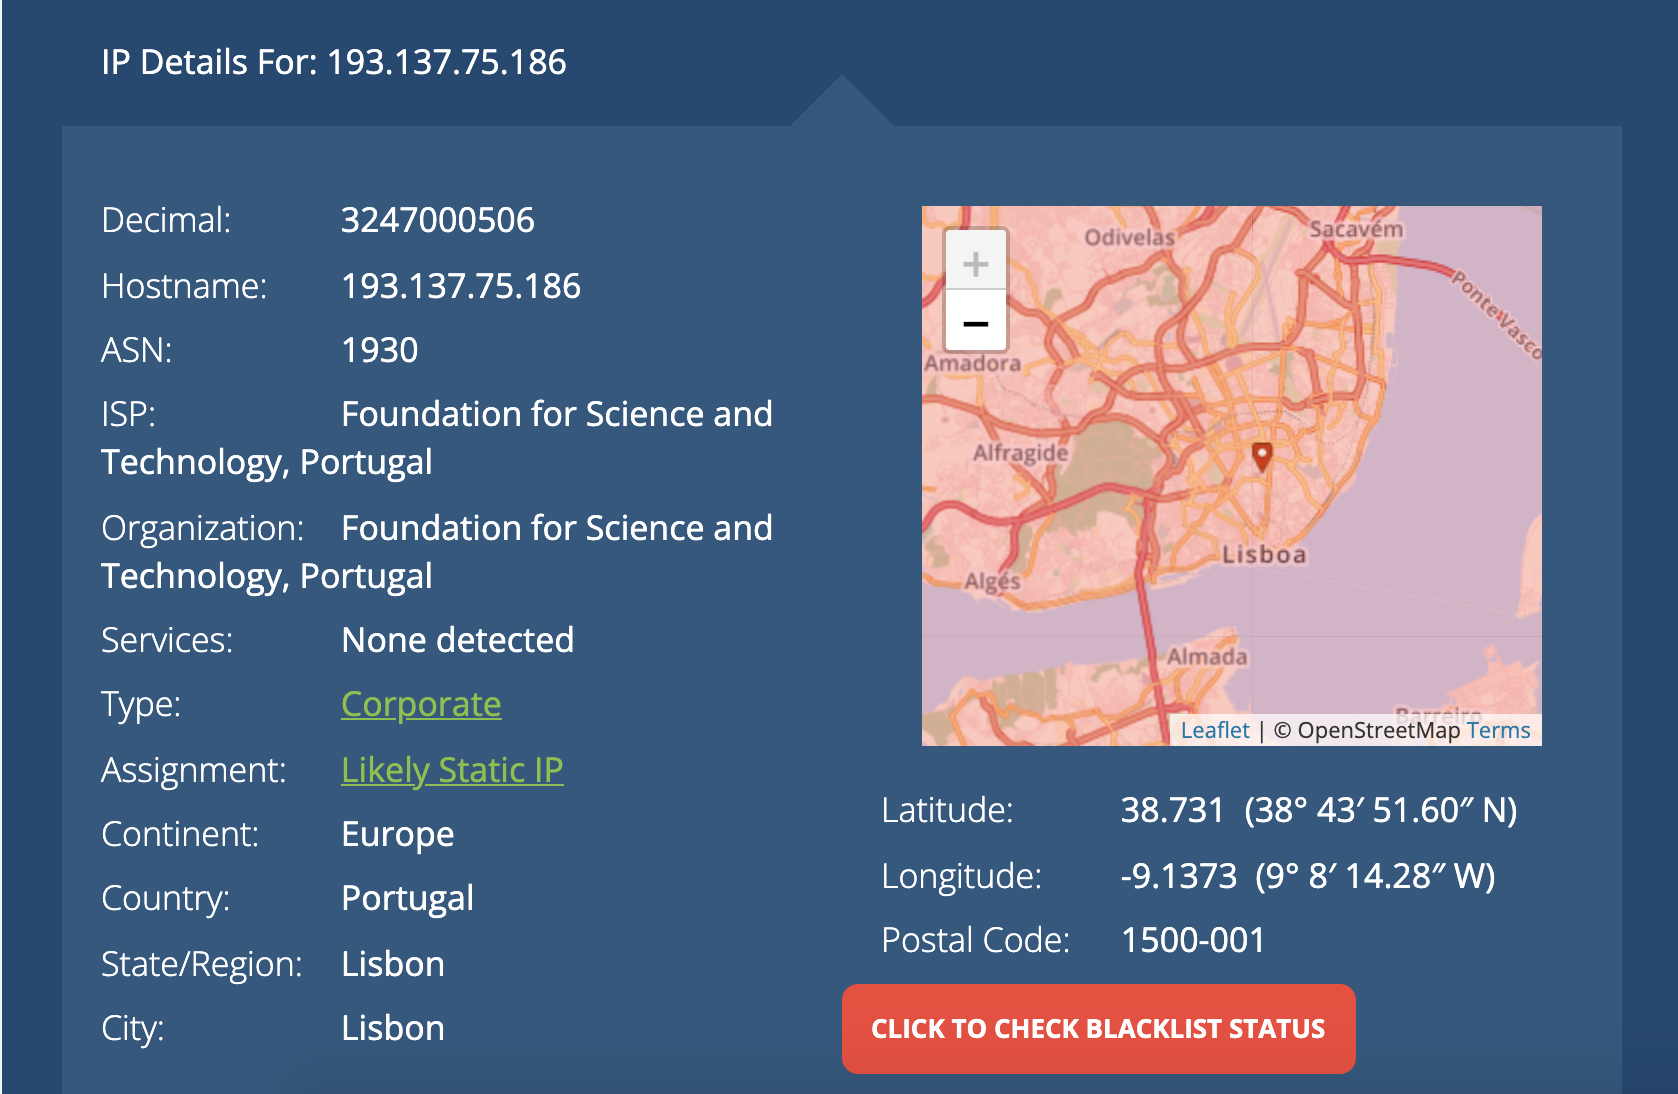 IP Details For: 193.137.75.186
Decimal: 3247000506
Hostname: 193.137.75.186
ASN: 1930
ISP: Foundation for Science and
Technology, Portugal
Organization: Foundation for Science and
Technology, Portugal
Services: None detected
Type: Corporate
Assignment: Likely Static IP
Continent: Europe
Country: Portugal
State/Region: Lisbon
City: Lisbon
+
−
Odivelas
Sacavém
Ponte Vasco
Amadora
Alfragide
Lisboa
Algés
Almada
Barreiro
Leaflet | © OpenStreetMap Terms
Latitude: 38.731 (38° 43′ 51.60″ N)
Longitude: -9.1373 (9° 8′ 14.28″ W)
Postal Code: 1500-001
CLICK TO CHECK BLACKLIST STATUS